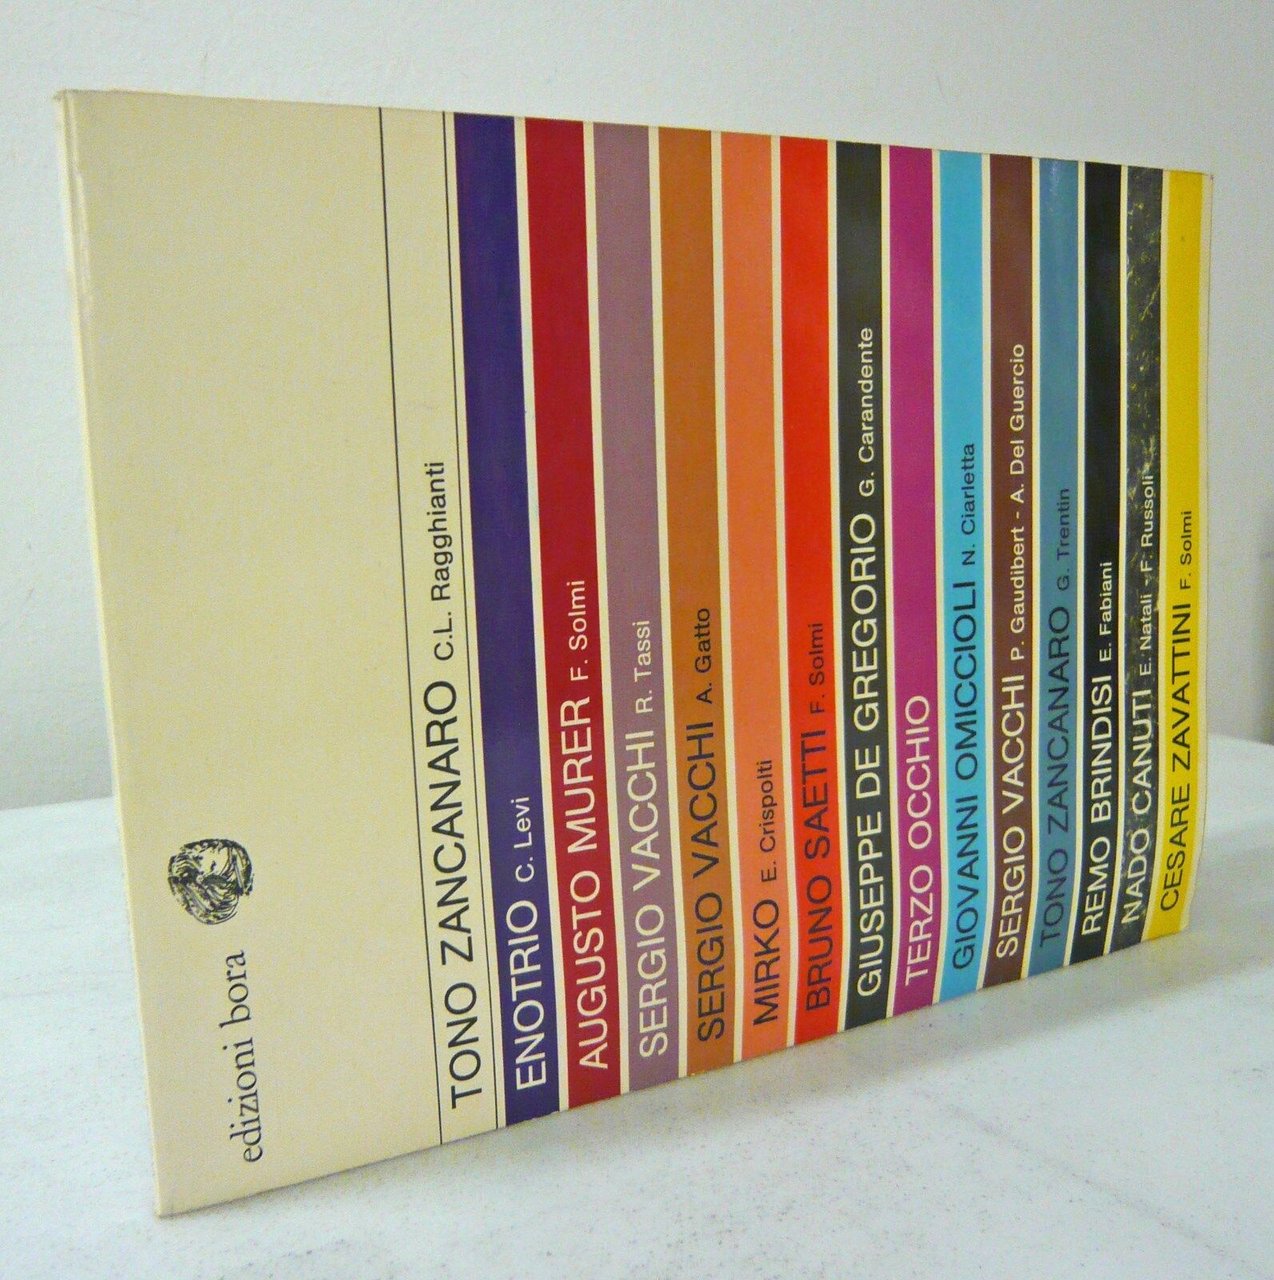 edizioni bora
TONO ZANCANARO C.L. Ragghianti
ENOTRIO C. Levi
AUGUSTO MURER F. Solmi
SERGIO VACCHI R. Tassi
SERGIO VACCHI A. Gatto
MIRKO E. Crispolti
BRUNO SAETTI F. Solmi
GIUSEPPE DE GREGORIO G. Carandente
TERZO OCCHIO
GIOVANNI OMICCIOLI N. Ciarletta
SERGIO VACCHI P. Gaudibert - A. Del Guercio
TONO ZANCANARO G. Trentin
REMO BRINDISI E. Fabiani
NADO CANUTI E. Natali - F. Russoli
CESARE ZAVATTINI F. Solmi